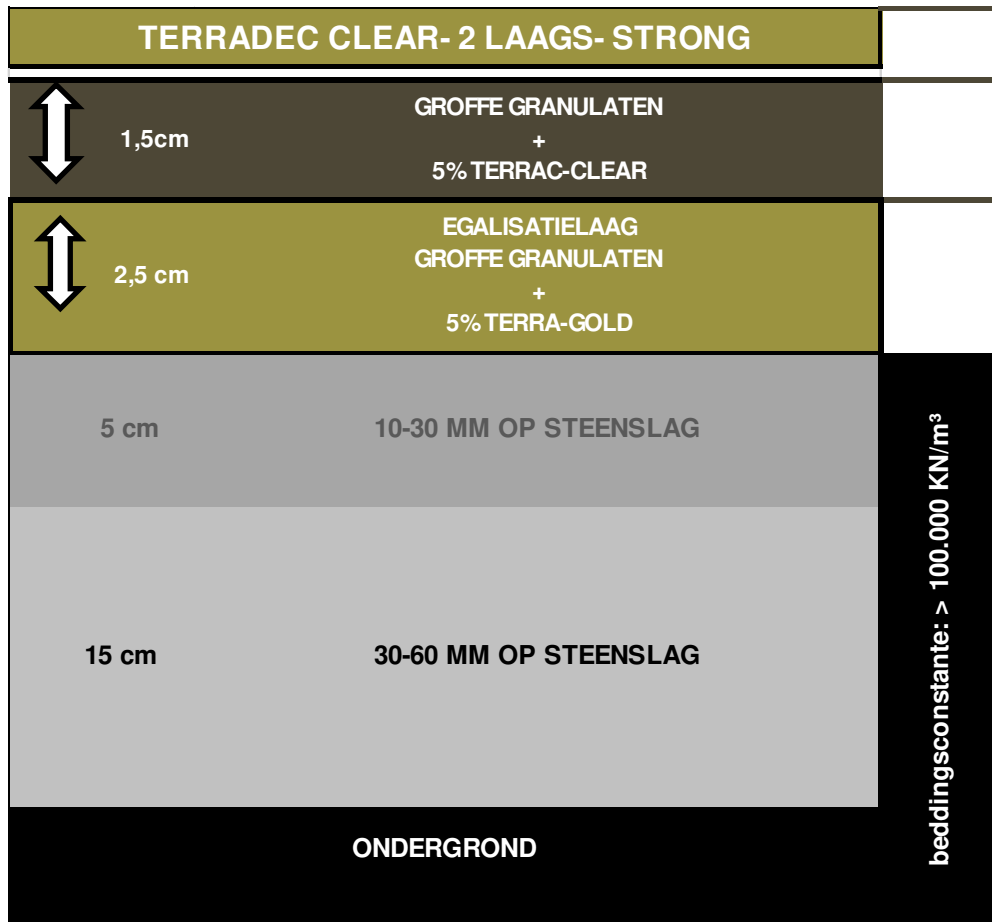 TERRADEC CLEAR- 2 LAAGS- STRONG
1,5cm
GROFFE GRANULATEN
+
5% TERRAC-CLEAR
2,5 cm
EGALISATIELAAG
GROFFE GRANULATEN
+
5% TERRA-GOLD
5 cm
10-30 MM OP STEENSLAG
15 cm
30-60 MM OP STEENSLAG
ONDERGROND
beddingsconstante: > 100.000 KN/m³